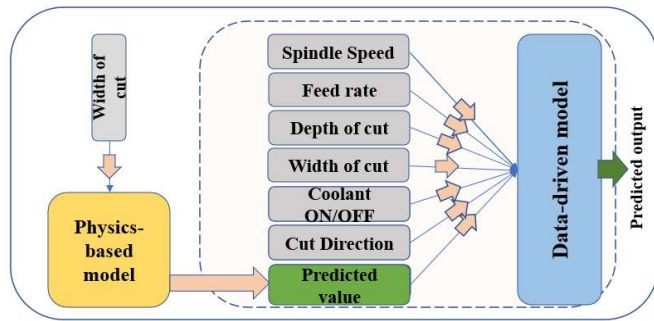 Width of
cut
Physics-
based
model
Spindle Speed
Feed rate
Depth of cut
Width of cut
Coolant
ON/OFF
Cut Direction
Predicted
value
Data-driven model
Predicted output